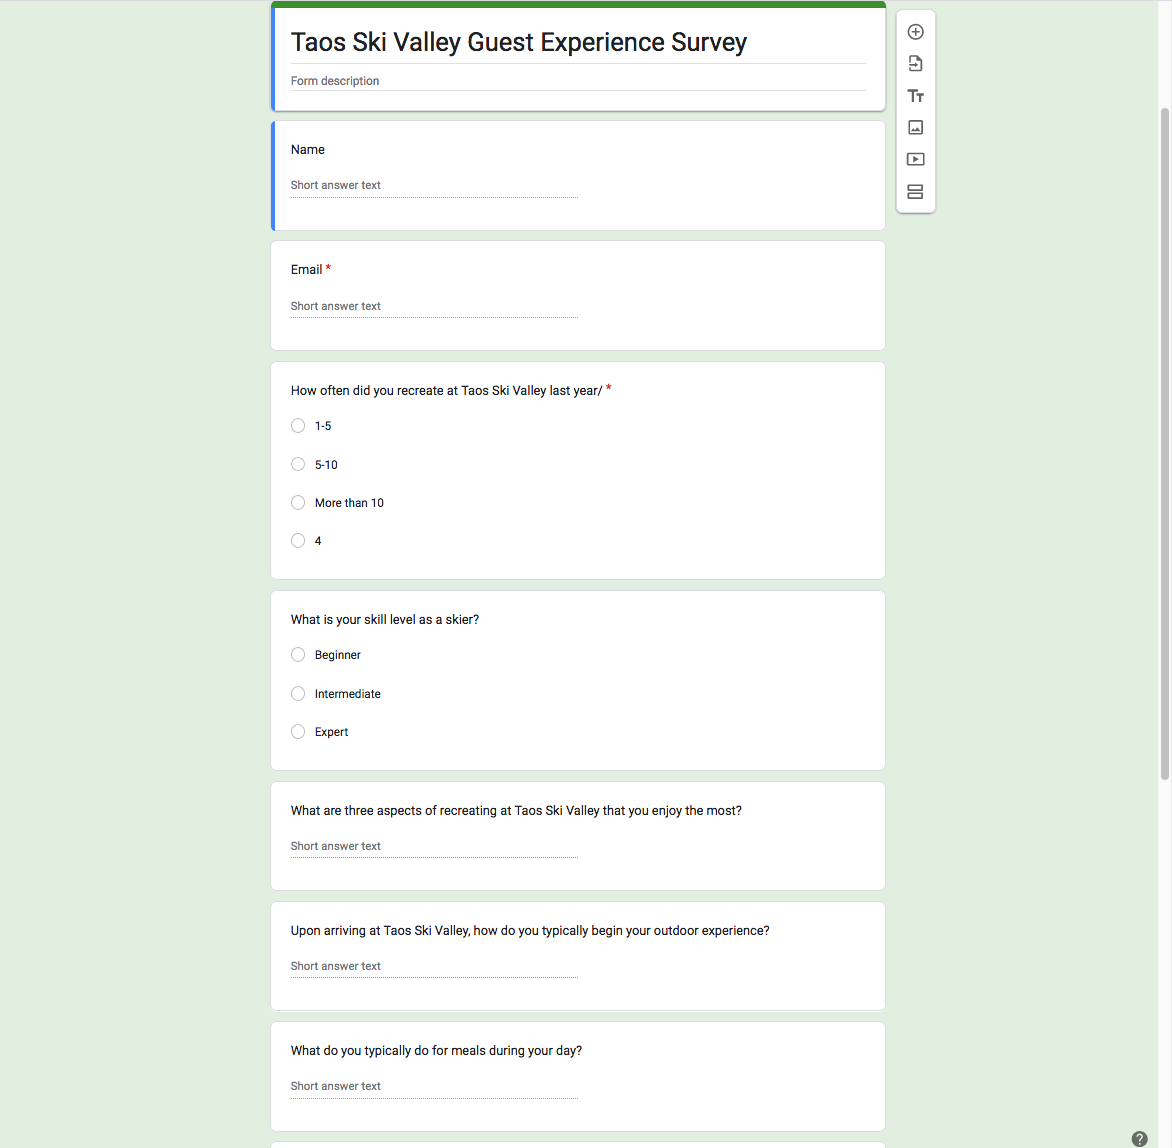 Taos Ski Valley Guest Experience Survey
Form description
Name
Short answer text
Email *
Short answer text
How often did you recreate at Taos Ski Valley last year/ *
1-5
5-10
More than 10
4
What is your skill level as a skier?
Beginner
Intermediate
Expert
What are three aspects of recreating at Taos Ski Valley that you enjoy the most?
Short answer text
Upon arriving at Taos Ski Valley, how do you typically begin your outdoor experience?
Short answer text
What do you typically do for meals during your day?
Short answer text